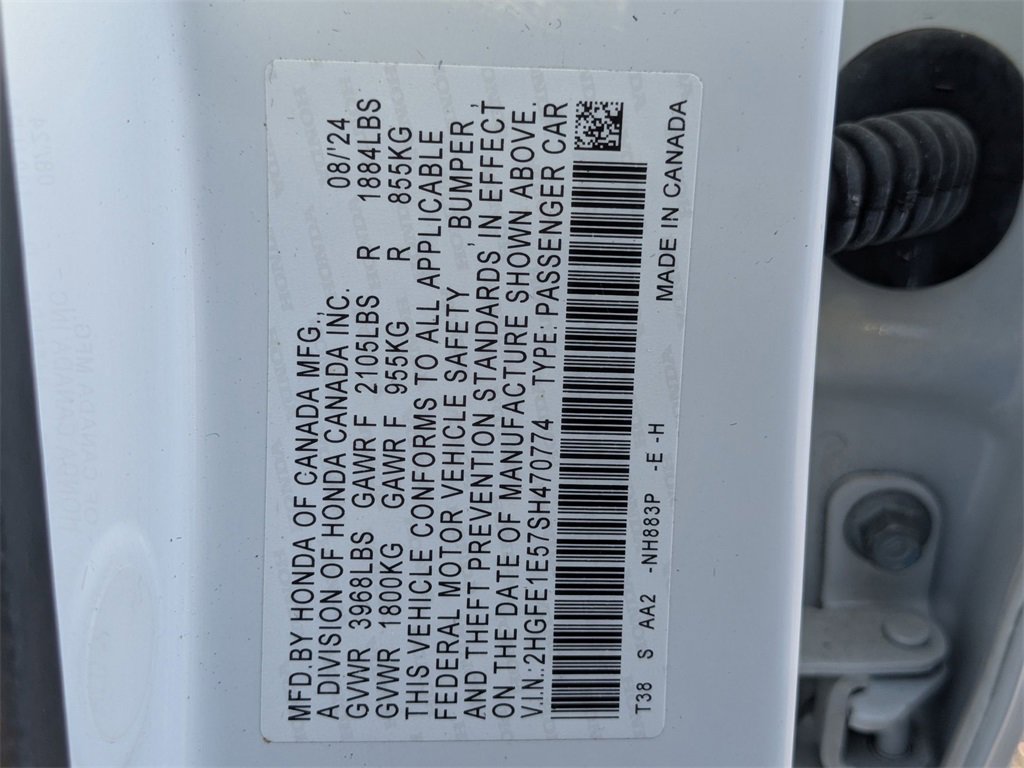 MFD.BY HONDA OF CANADA MFG.,
A DIVISION OF HONDA CANADA INC. 08/'24
GVWR 3968LBS GAWR F 2105LBS R 1884LBS
GVWR 1800KG GAWR F 955KG R 855KG
THIS VEHICLE CONFORMS TO ALL APPLICABLE
FEDERAL MOTOR VEHICLE SAFETY , BUMPER ,
AND THEFT PREVENTION STANDARDS IN EFFECT
ON THE DATE OF MANUFACTURE SHOWN ABOVE.
V.I.N.:2HGFE1E57SH470774 TYPE: PASSENGER CAR
T38 S AA2 -NH883P -E -H MADE IN CANADA